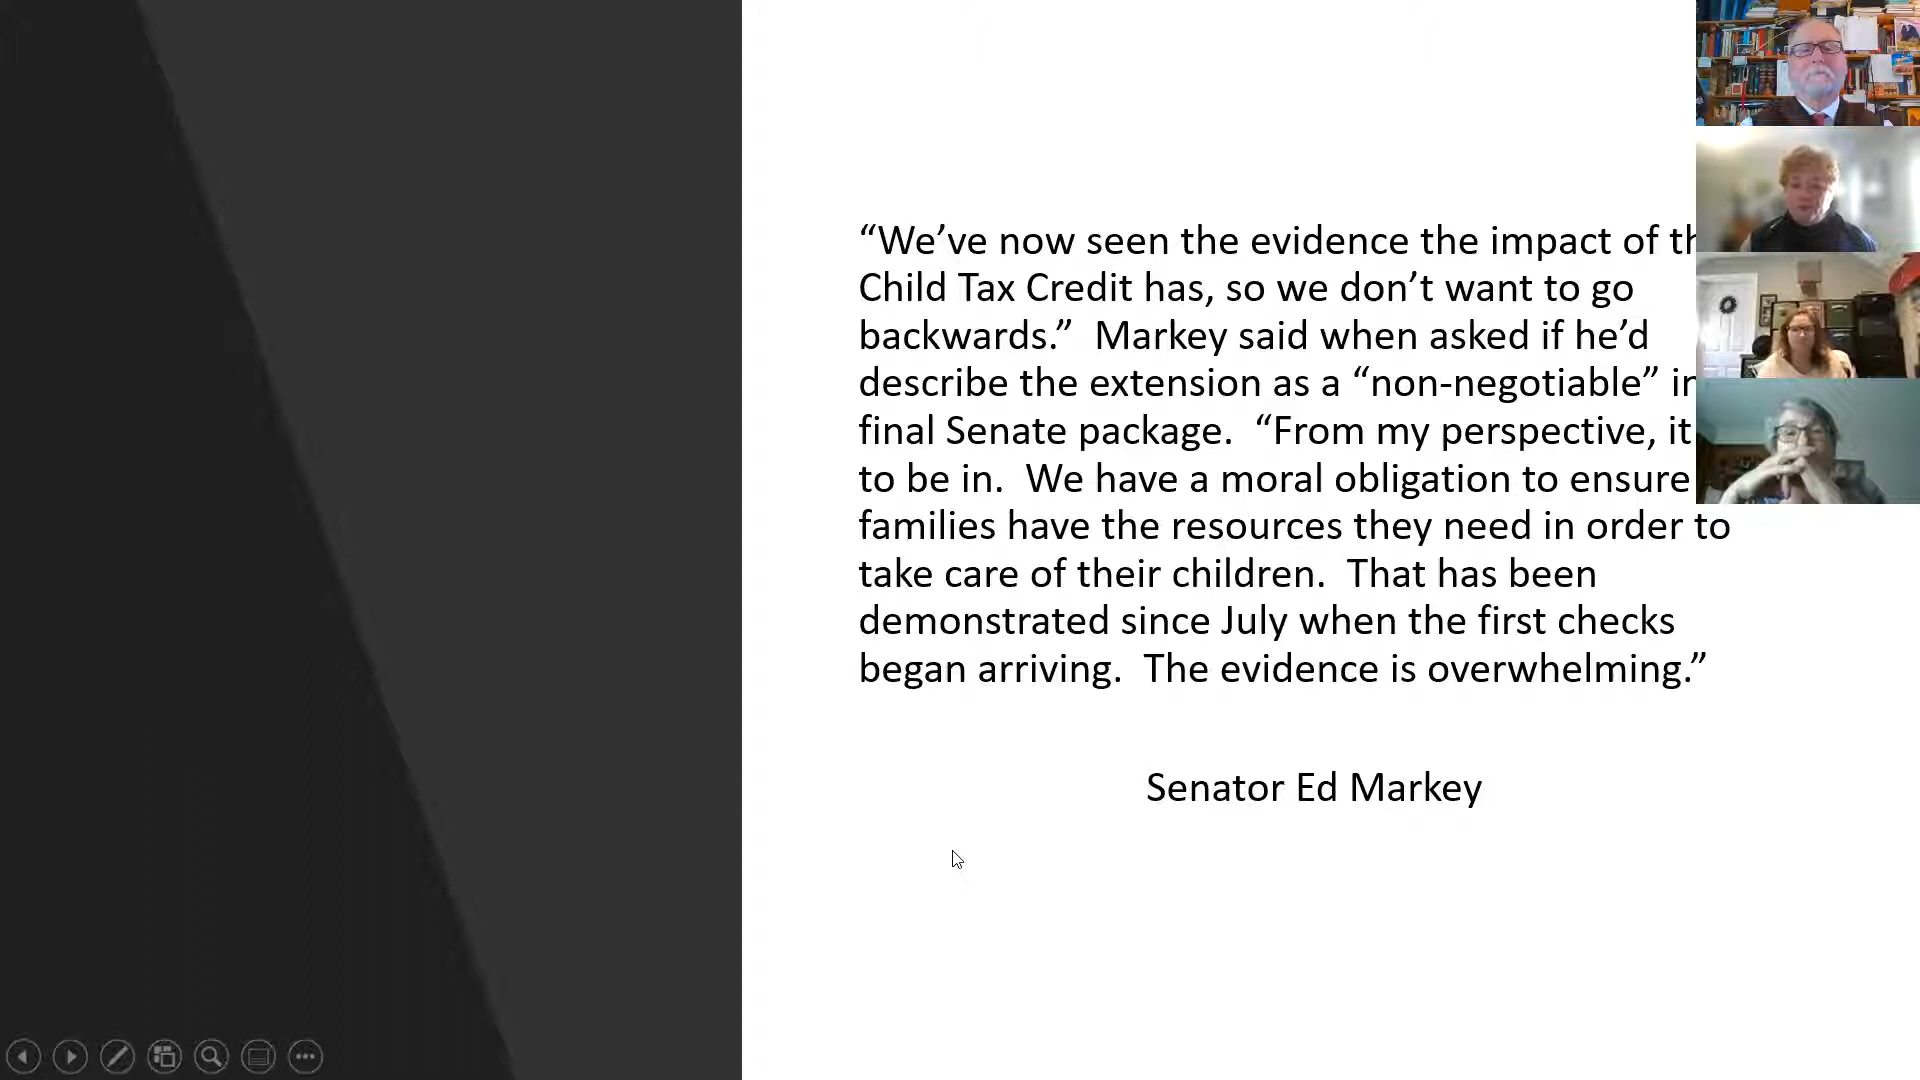 “We’ve now seen the evidence the impact of
Child Tax Credit has, so we don’t want to go
backwards.”  Markey said when asked if he’d
describe the extension as a “non-negotiable” in
final Senate package.  “From my perspective, it
to be in.  We have a moral obligation to ensure
families have the resources they need in order to
take care of their children.  That has been
demonstrated since July when the first checks
began arriving.  The evidence is overwhelming.”
Senator Ed Markey